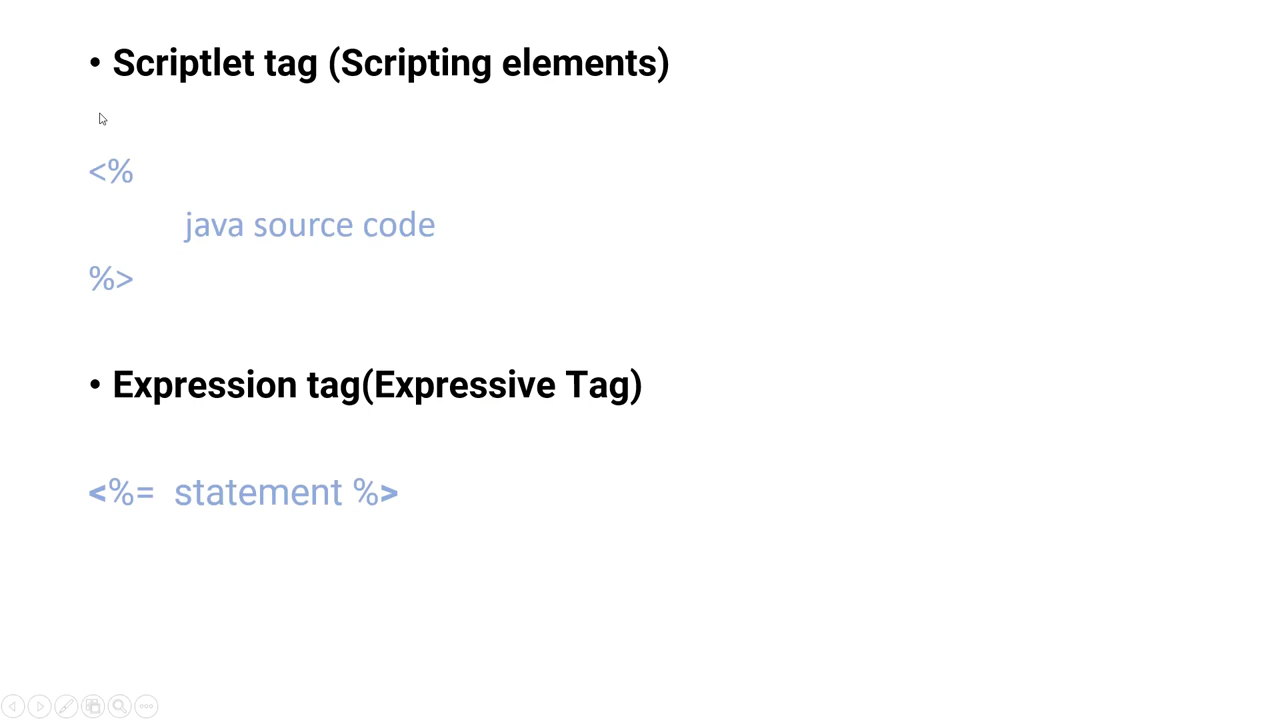 • Scriptlet tag (Scripting elements)
<%
java source code
%>
• Expression tag(Expressive Tag)
<%= statement %>